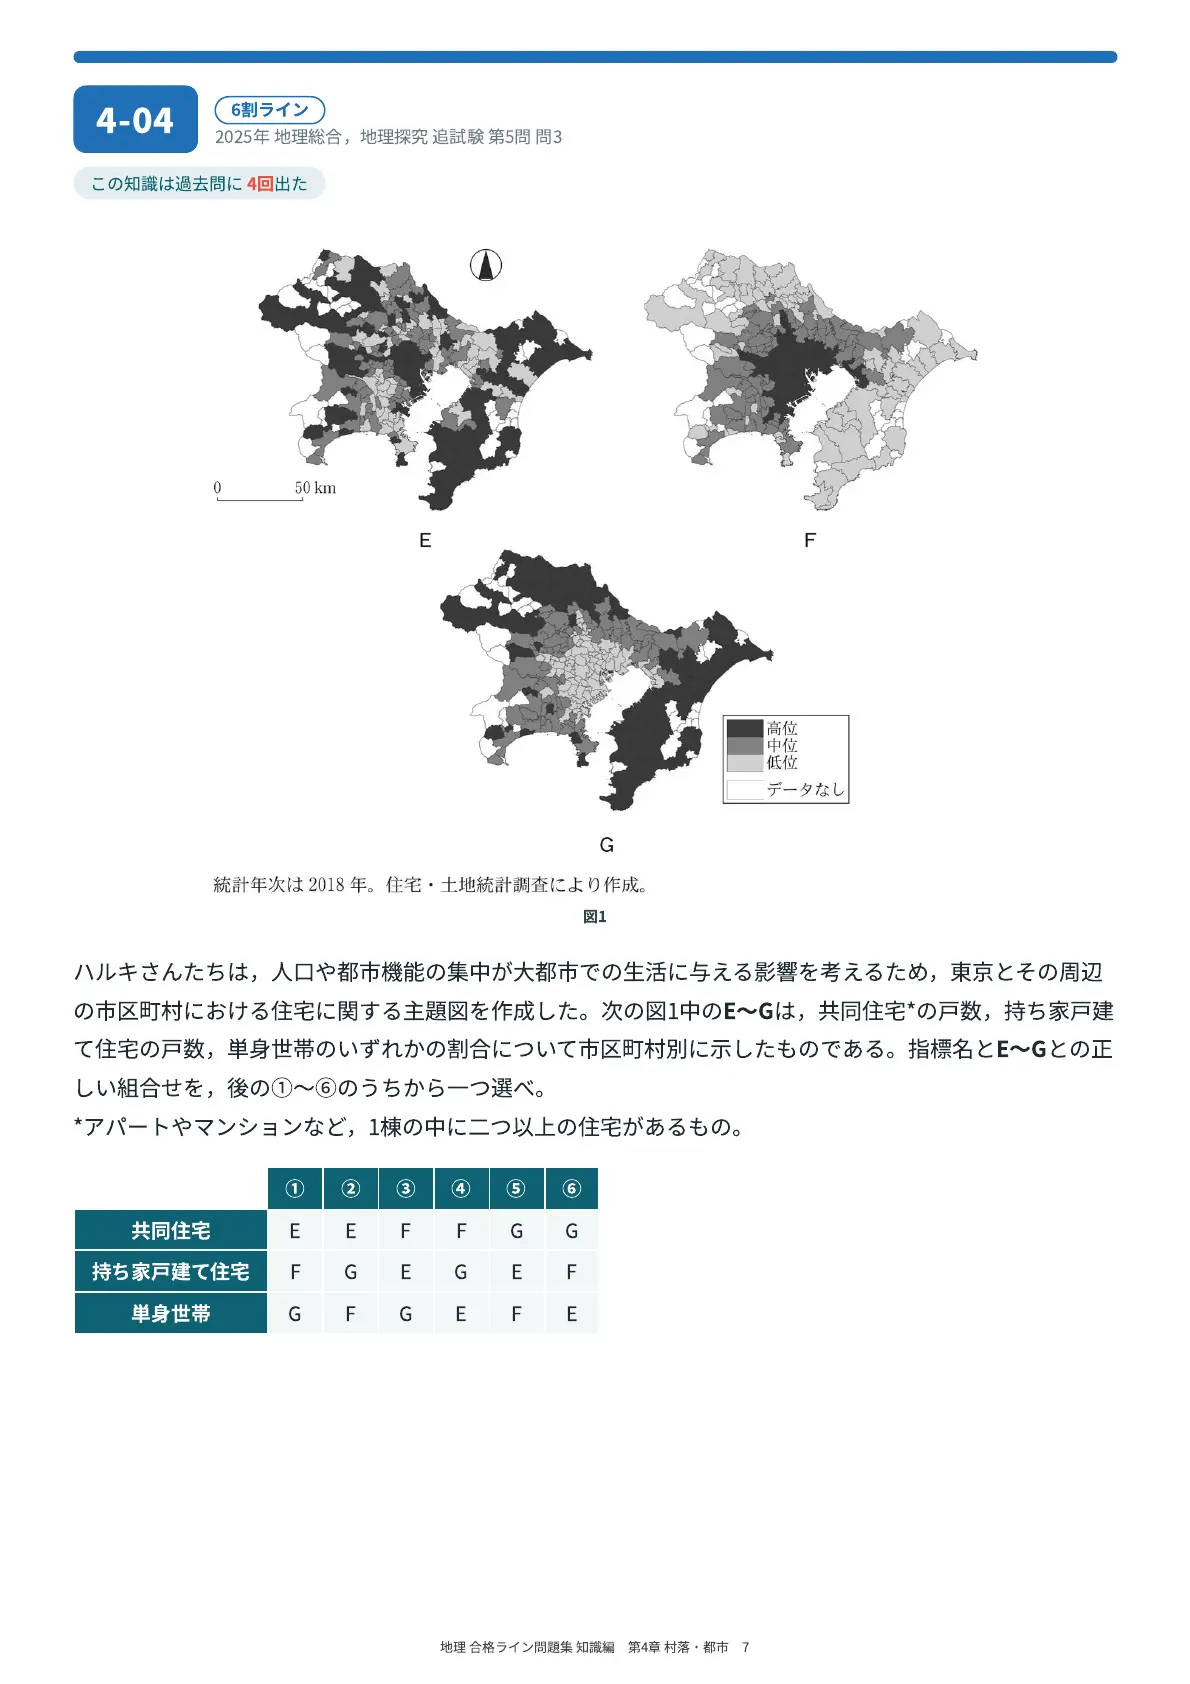 4-04
6割ライン
2025年 地理総合，地理探究 追試験 第5問 問3
この知識は過去問に 4回出た
0 50 km
E
F
高位
中位
低位
データなし
G
統計年次は 2018 年。住宅・土地統計調査により作成。
図1
ハルキさんたちは，人口や都市機能の集中が大都市での生活に与える影響を考えるため，東京とその周辺
の市区町村における住宅に関する主題図を作成した。次の図1中のE〜Gは，共同住宅*の戸数，持ち家戸建
て住宅の戸数，単身世帯のいずれかの割合について市区町村別に示したものである。指標名とE〜Gとの正
しい組合せを，後の①〜⑥のうちから一つ選べ。
*アパートやマンションなど，1棟の中に二つ以上の住宅があるもの。
① ② ③ ④ ⑤ ⑥
共同住宅 E E F F G G
持ち家戸建て住宅 F G E G E F
単身世帯 G F G E F E
地理 合格ライン問題集 知識編　第4章 村落・都市　7